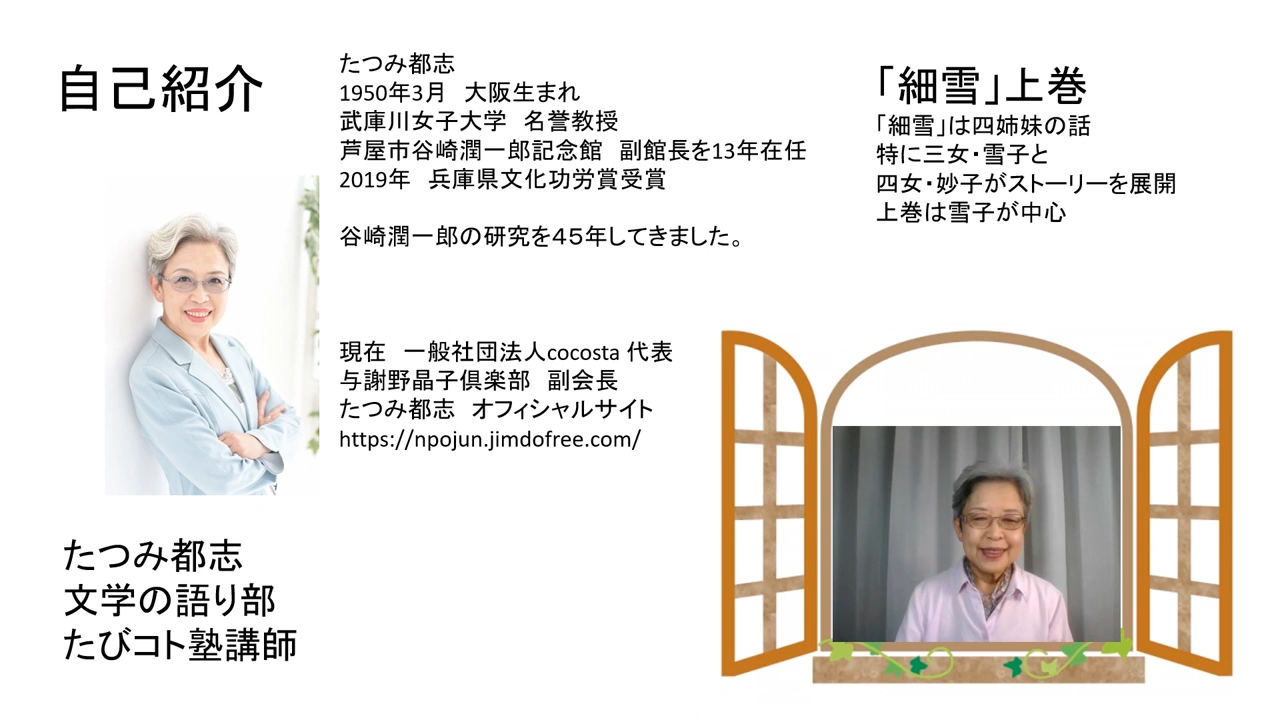 自己紹介
たつみ都志
1950年3月　大阪生まれ
武庫川女子大学　名誉教授
芦屋市谷崎潤一郎記念館　副館長を13年在任
2019年　兵庫県文化功労賞受賞
谷崎潤一郎の研究を４５年してきました。
現在　一般社団法人cocosta 代表
与謝野晶子倶楽部　副会長
たつみ都志　オフィシャルサイト
https://npojun.jimdofree.com/
たつみ都志
文学の語り部
たびコト塾講師
「細雪」上巻
「細雪」は四姉妹の話
特に三女・雪子と
四女・妙子がストーリーを展開
上巻は雪子が中心